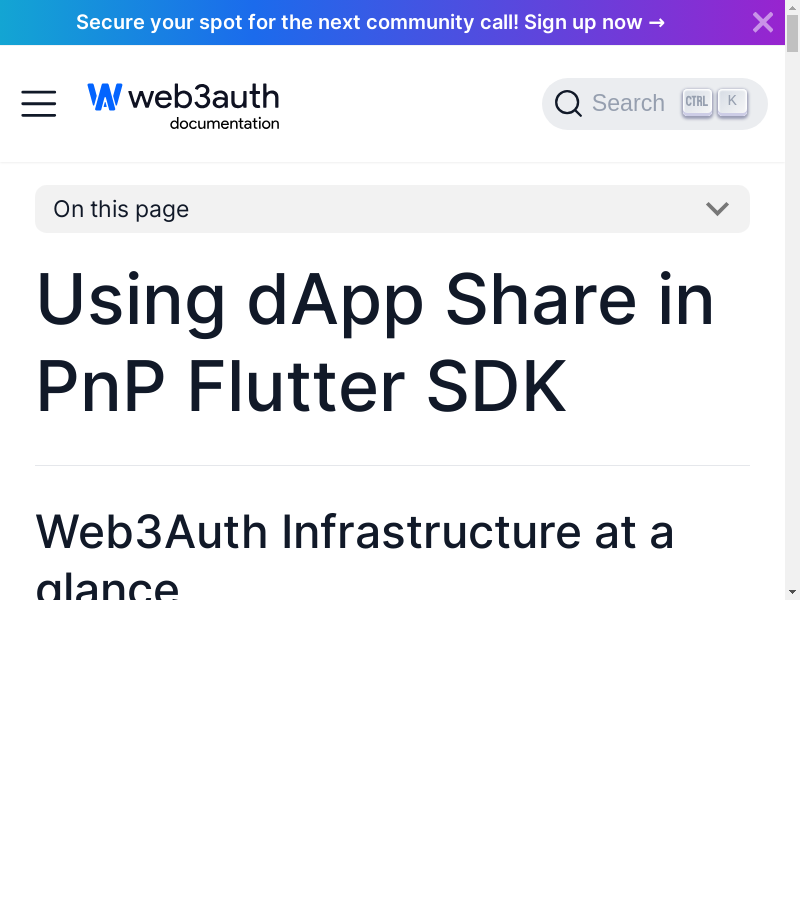 Secure your spot for the next community call! Sign up now →
web3auth
documentation
Search CTRL K
On this page
Using dApp Share in
PnP Flutter SDK
Web3Auth Infrastructure at a
glance